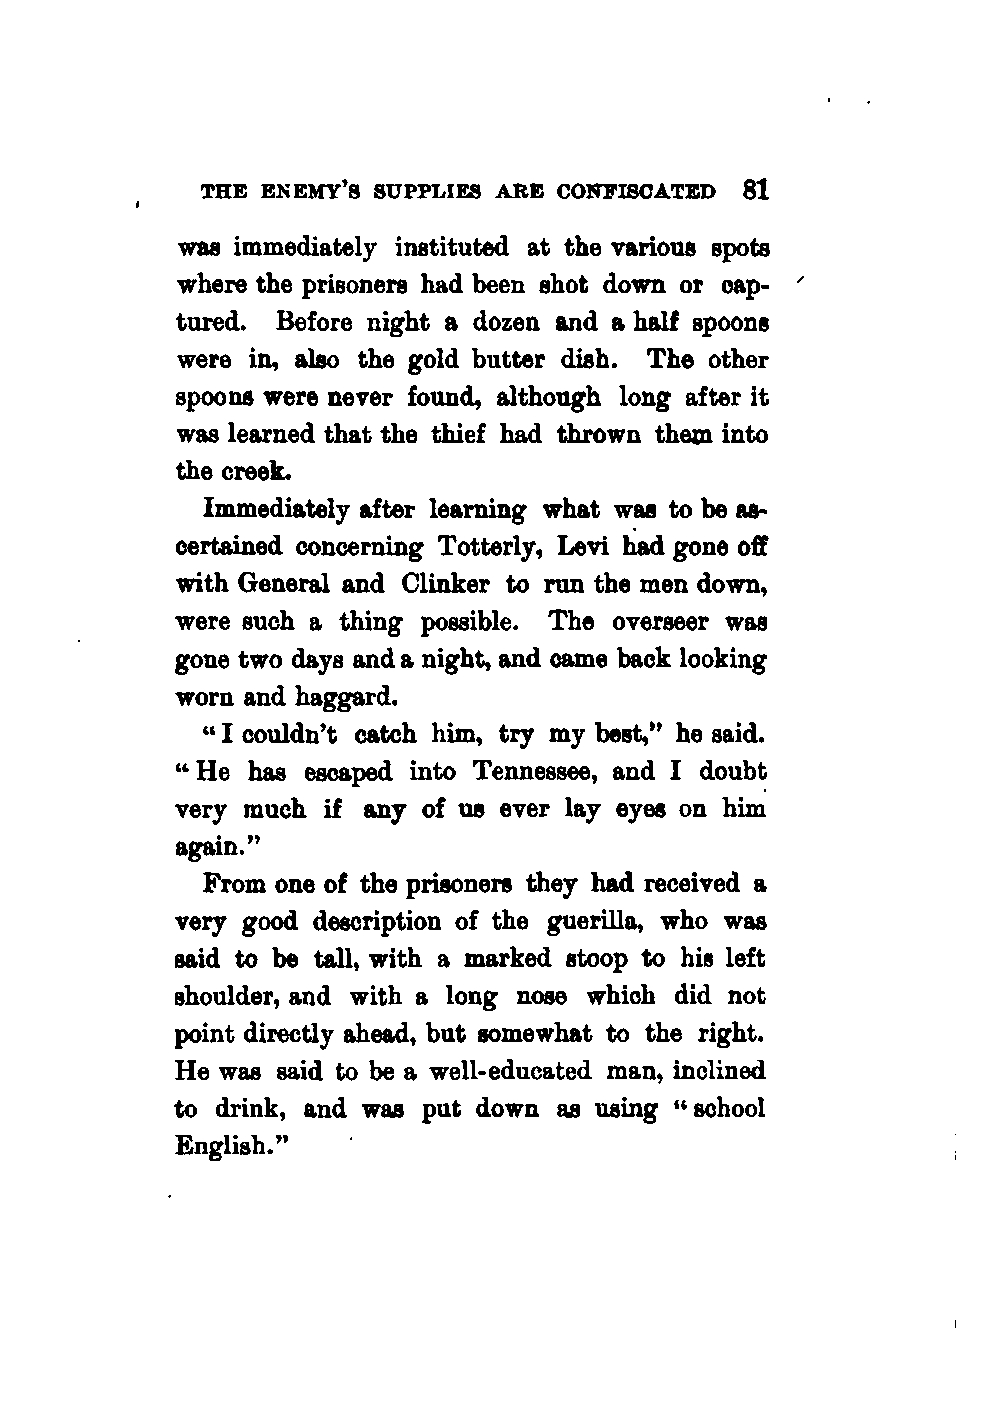 THE ENEMY'S SUPPLIES ARE CONFISCATED 81
was immediately instituted at the various spots
where the prisoners had been shot down or cap-
tured. Before night a dozen and a half spoons
were in, also the gold butter dish. The other
spoons were never found, although long after it
was learned that the thief had thrown them into
the creek.
Immediately after learning what was to be as-
certained concerning Totterly, Levi had gone off
with General and Clinker to run the men down,
were such a thing possible. The overseer was
gone two days and a night, and came back looking
worn and haggard.
"I couldn't catch him, try my best," he said.
"He has escaped into Tennessee, and I doubt
very much if any of us ever lay eyes on him
again."
From one of the prisoners they had received a
very good description of the guerilla, who was
said to be tall, with a marked stoop to his left
shoulder, and with a long nose which did not
point directly ahead, but somewhat to the right.
He was said to be a well-educated man, inclined
to drink, and was put down as using "school
English."